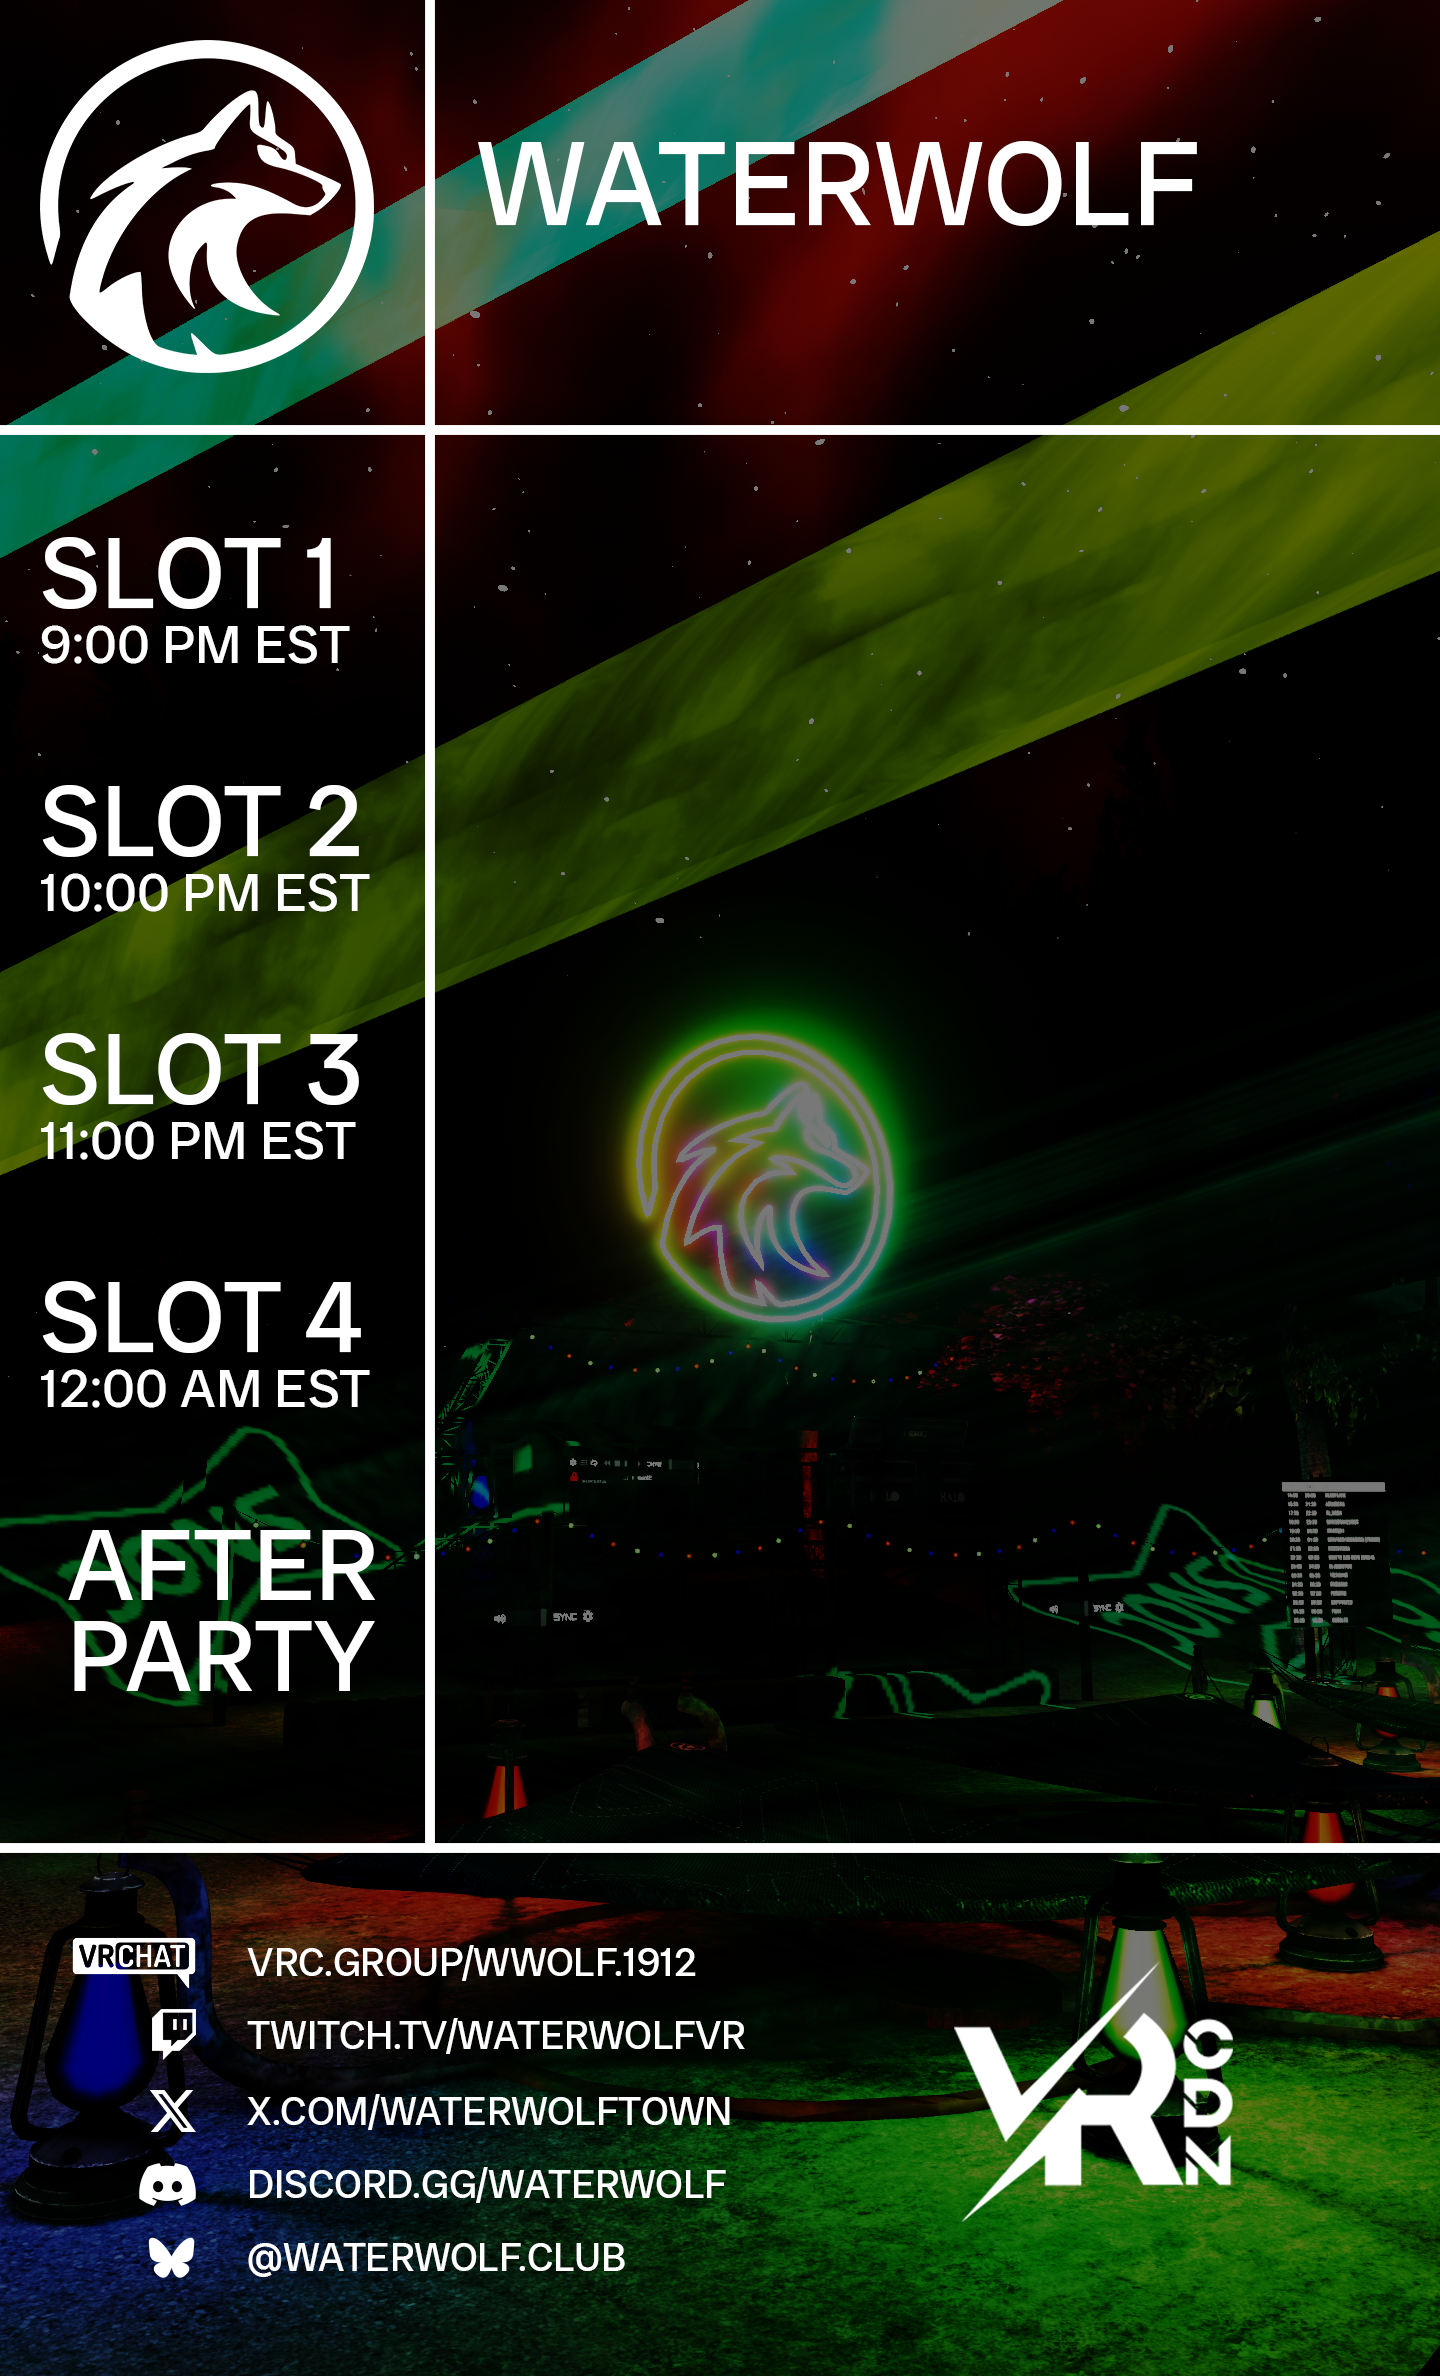 WATERWOLF
SLOT 1
9:00 PM EST
SLOT 2
10:00 PM EST
SLOT 3
11:00 PM EST
SLOT 4
12:00 AM EST
AFTER
PARTY
SYNC
SYNC
VRCHAT
VRC.GROUP/WWOLF.1912
TWITCH.TV/WATERWOLFVR
X.COM/WATERWOLFTOWN
DISCORD.GG/WATERWOLF
@WATERWOLF.CLUB
VR
CDN